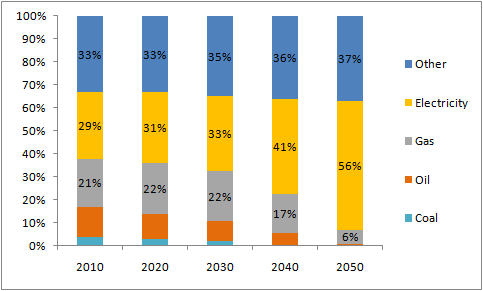 100%
90%
80%
70%
60%
50%
40%
30%
20%
10%
0%
33% 33% 35% 36% 37%
29% 31% 33% 41% 56%
21% 22% 22% 17% 6%
2010 2020 2030 2040 2050
Other
Electricity
Gas
Oil
Coal